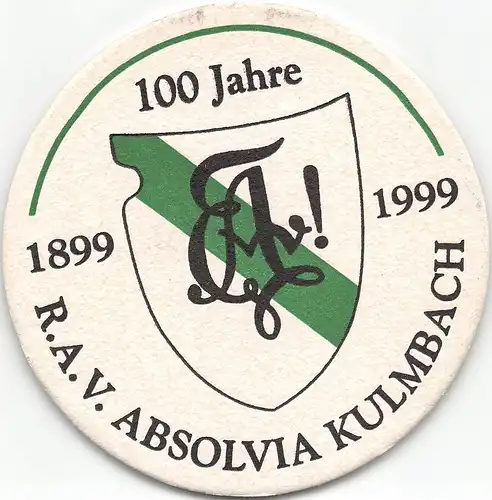 100 Jahre
1899
1999
R.A.V. ABSOLVIA KULMBACH